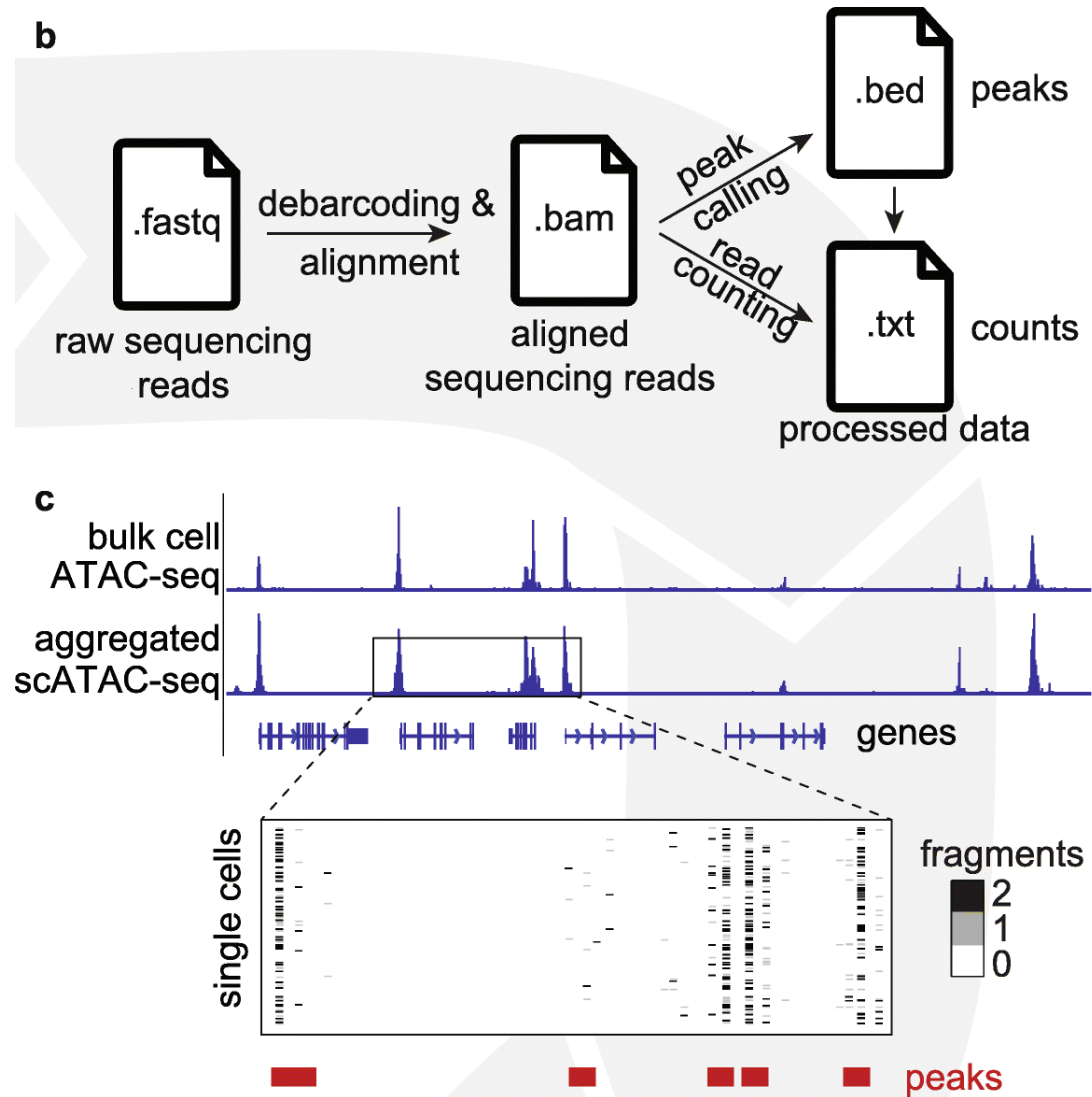 b
.fastq
raw sequencing
reads
debarcoding &
alignment
.bam
aligned
sequencing reads
peak
calling
read
counting
.bed
peaks
.txt
counts
processed data
c
bulk cell
ATAC-seq
aggregated
scATAC-seq
genes
single cells
fragments
2
1
0
peaks